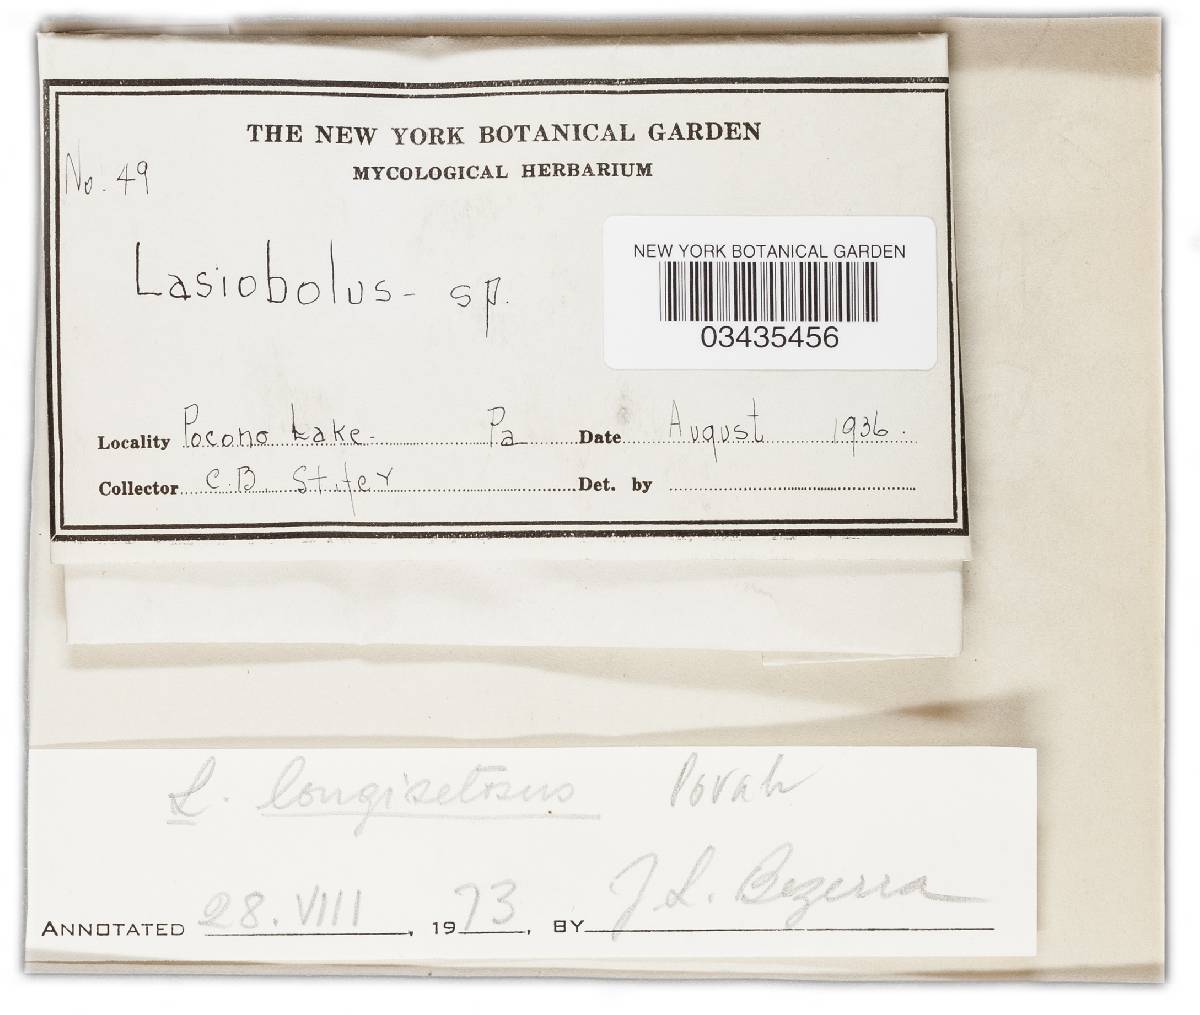 THE NEW YORK BOTANICAL GARDEN
MYCOLOGICAL HERBARIUM
No. 49
Lasiobolus - sp.
NEW YORK BOTANICAL GARDEN
03435456
Locality Pocono Lake - Pa Date August 1936.
Collector C.B. Stifer Det. by
L. longisetosus Povah
ANNOTATED 28. VIII, 1973, BY J. L. Bezerra